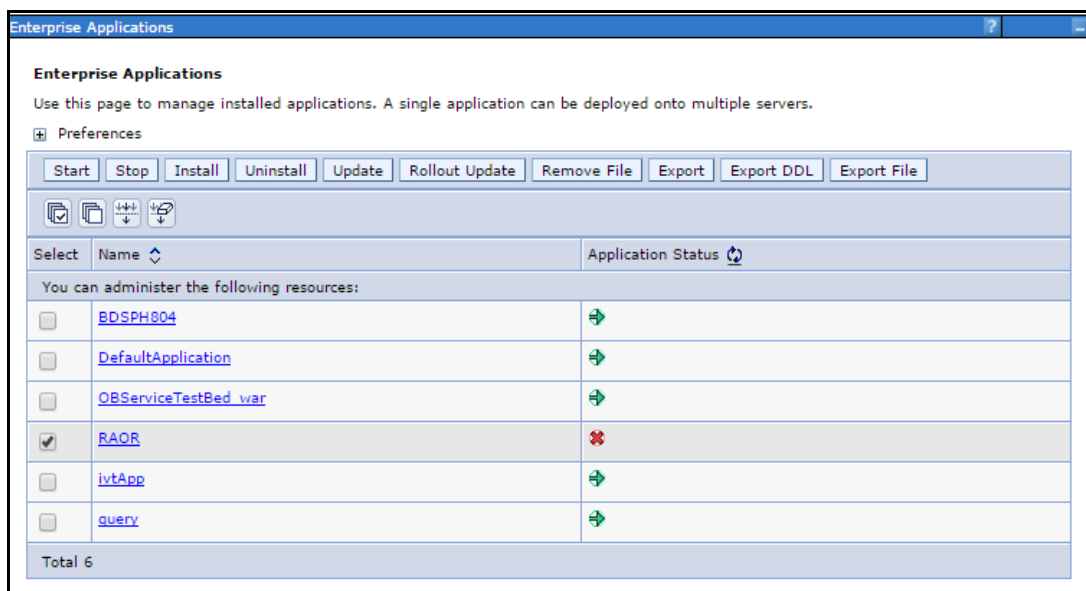 Enterprise Applications ? –
Enterprise Applications
Use this page to manage installed applications. A single application can be deployed onto multiple servers.
+ Preferences
Start Stop Install Uninstall Update Rollout Update Remove File Export Export DDL Export File
Select Name Application Status
You can administer the following resources:
BDSPH804
DefaultApplication
OBServiceTestBed_war
RAOR
ivtApp
query
Total 6